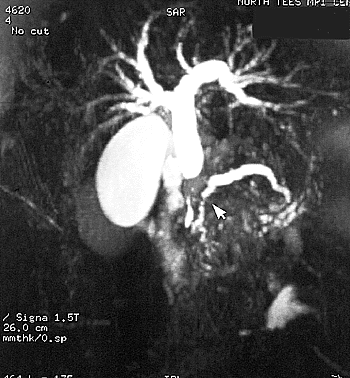 4620
4
No cut
SAR
NORTH TEES MRI CEN
/ Signa 1.5T
26.0 cm
mmthk/0.sp